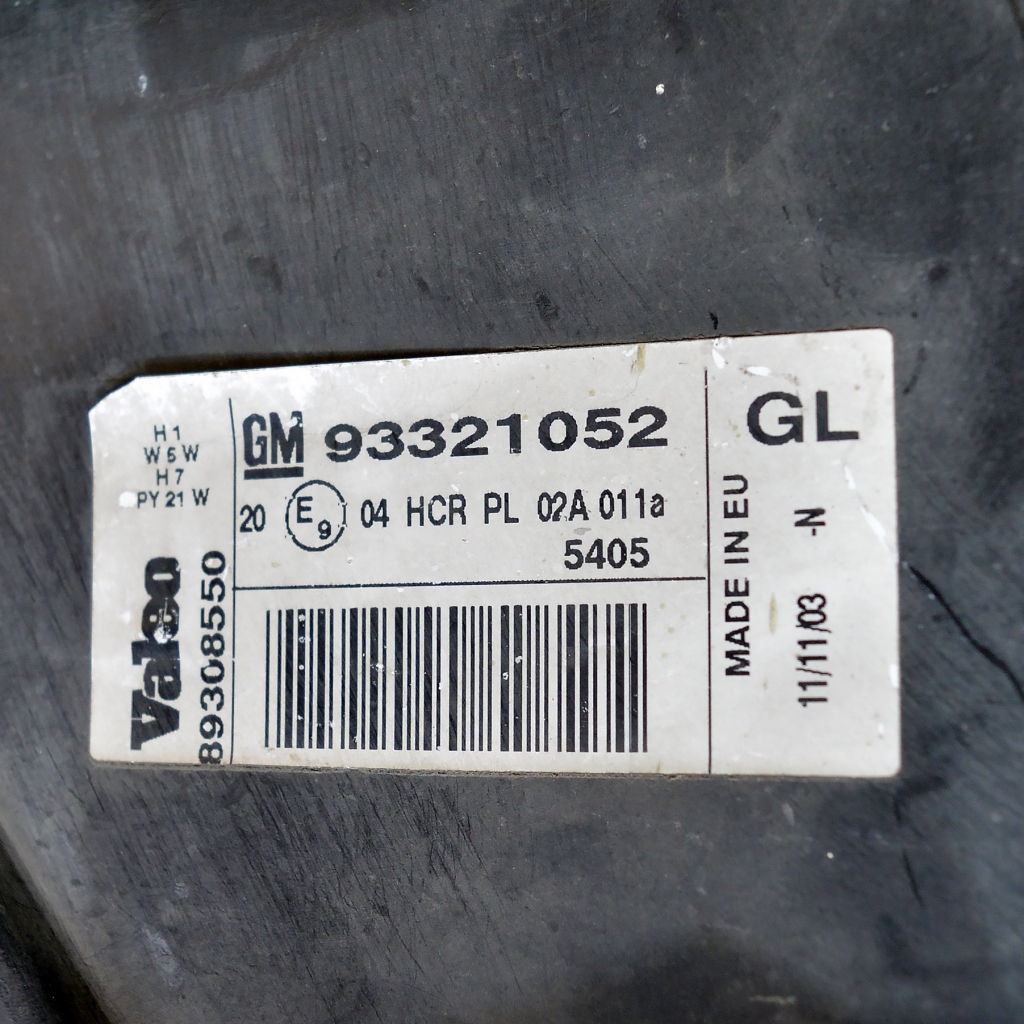 H1
W5W
H7
PY 21 W
Valeo
89308550
GM 93321052
20 E9 04 HCR PL 02A 011a
5405
GL
MADE IN EU
11/11/03 -N